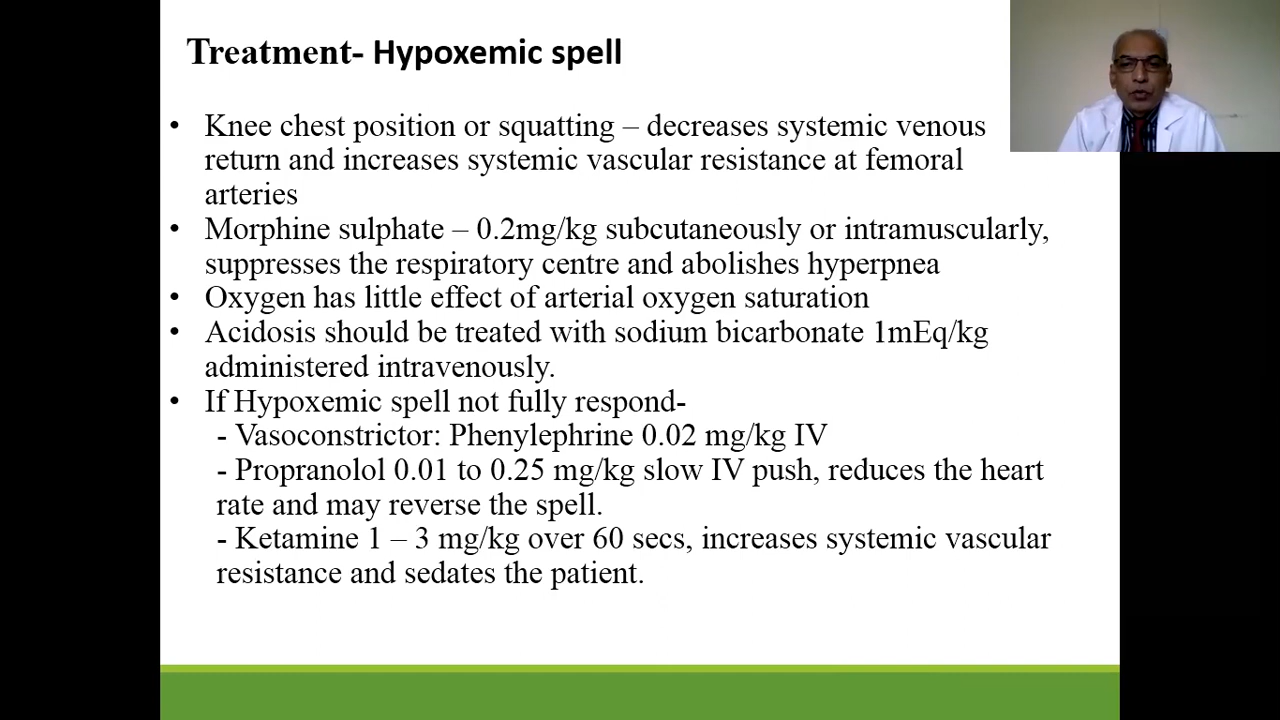 Treatment- Hypoxemic spell
• Knee chest position or squatting – decreases systemic venous
return and increases systemic vascular resistance at femoral
arteries
• Morphine sulphate – 0.2mg/kg subcutaneously or intramuscularly,
suppresses the respiratory centre and abolishes hyperpnea
• Oxygen has little effect of arterial oxygen saturation
• Acidosis should be treated with sodium bicarbonate 1mEq/kg
administered intravenously.
• If Hypoxemic spell not fully respond-
- Vasoconstrictor: Phenylephrine 0.02 mg/kg IV
- Propranolol 0.01 to 0.25 mg/kg slow IV push, reduces the heart
rate and may reverse the spell.
- Ketamine 1 – 3 mg/kg over 60 secs, increases systemic vascular
resistance and sedates the patient.